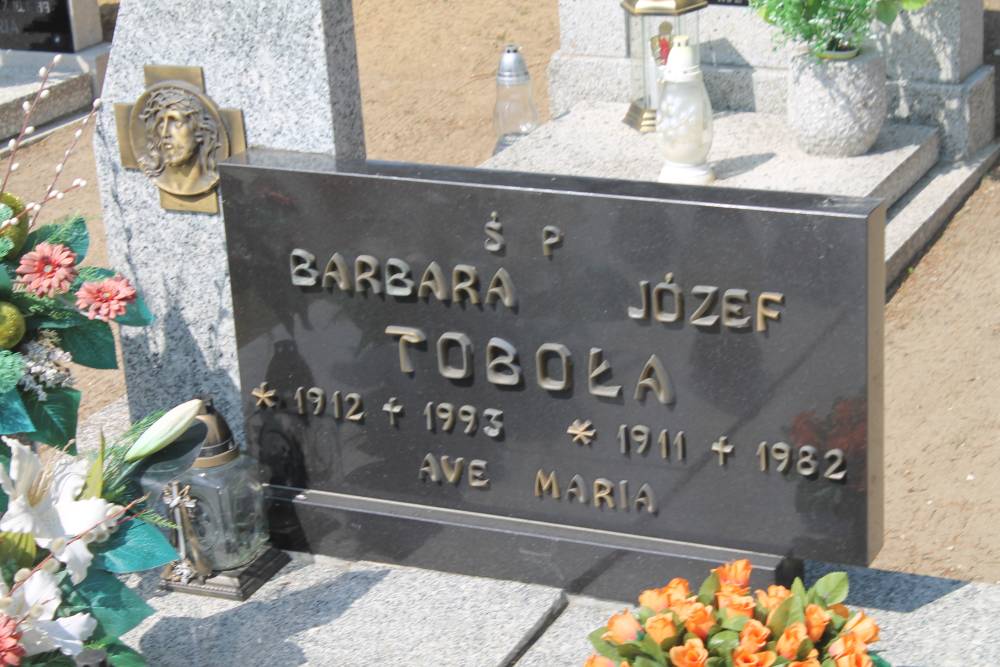 Ś P
BARBARA JÓZEF
TOBOŁA
* 1912 + 1993 * 1911 + 1982
AVE MARIA